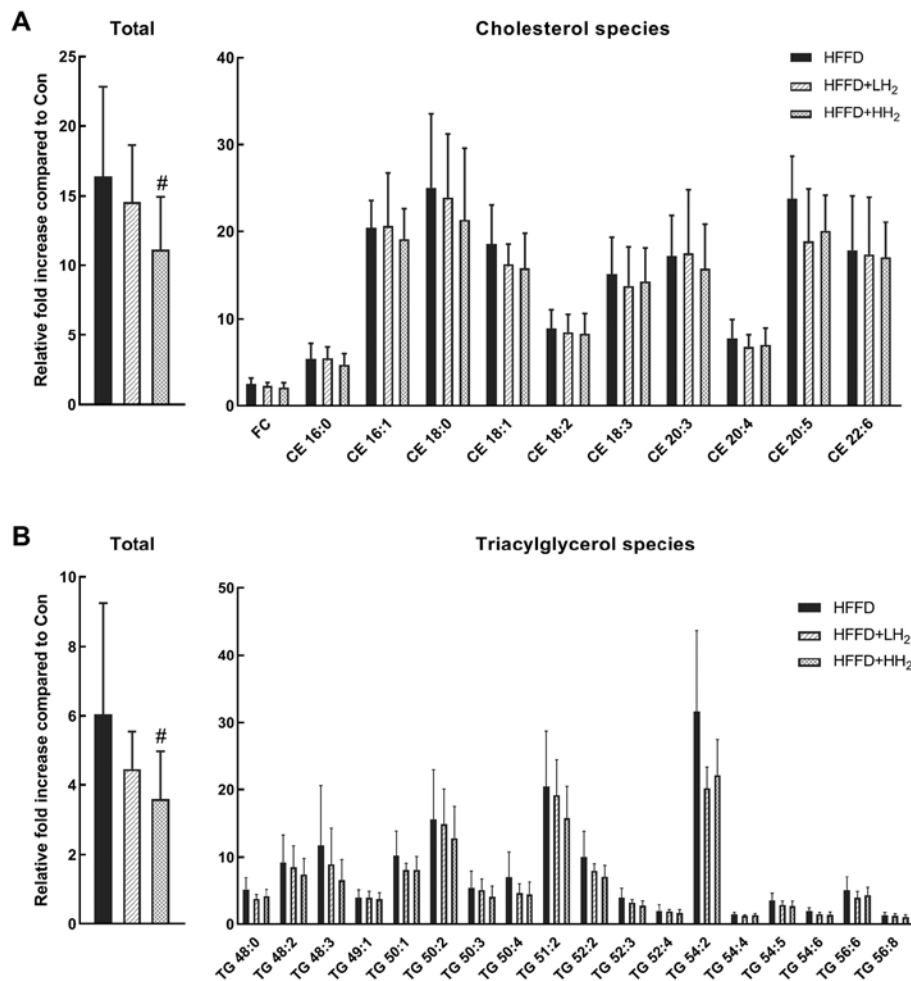 A
Total
Cholesterol species
Relative fold increase compared to Con
25
20
15
10
5
0
40
30
20
10
0
HFFD
HFFD+LH₂
HFFD+HH₂
#
FC
CE 16:0
CE 16:1
CE 18:0
CE 18:1
CE 18:2
CE 18:3
CE 20:3
CE 20:4
CE 20:5
CE 22:6
B
Total
Triacylglycerol species
Relative fold increase compared to Con
10
8
6
4
2
0
50
40
30
20
10
0
HFFD
HFFD+LH₂
HFFD+HH₂
#
TG 48:0
TG 48:2
TG 48:3
TG 49:1
TG 50:1
TG 50:2
TG 50:3
TG 50:4
TG 51:2
TG 52:2
TG 52:3
TG 52:4
TG 54:2
TG 54:4
TG 54:5
TG 54:6
TG 56:6
TG 56:8